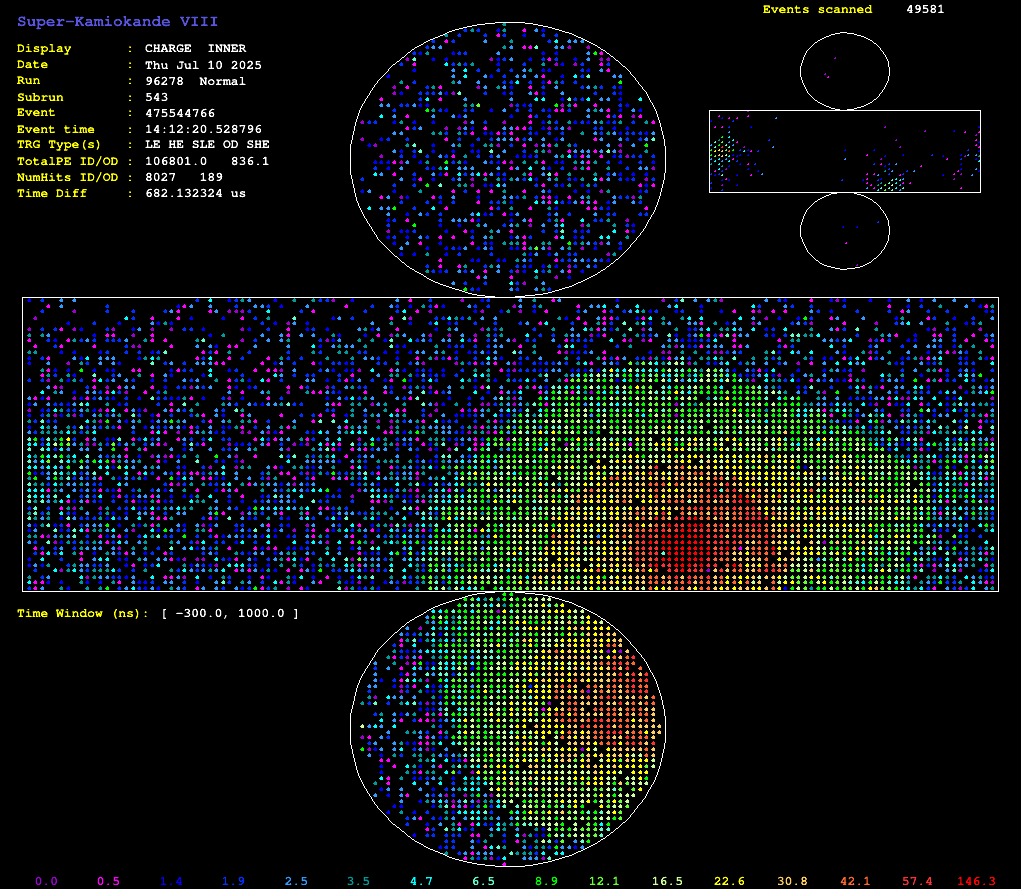 Super-Kamiokande VIII
Events scanned 49581
Display : CHARGE INNER
Date : Thu Jul 10 2025
Run : 96278 Normal
Subrun : 543
Event : 475544766
Event time : 14:12:20.528796
TRG Type(s) : LE HE SLE OD SHE
TotalPE ID/OD : 106801.0 836.1
NumHits ID/OD : 8027 189
Time Diff : 682.132324 us
Time Window (ns): [ -300.0, 1000.0 ]
0.0 0.5 1.4 1.9 2.5 3.5 4.7 6.5 8.9 12.1 16.5 22.6 30.8 42.1 57.4 146.3